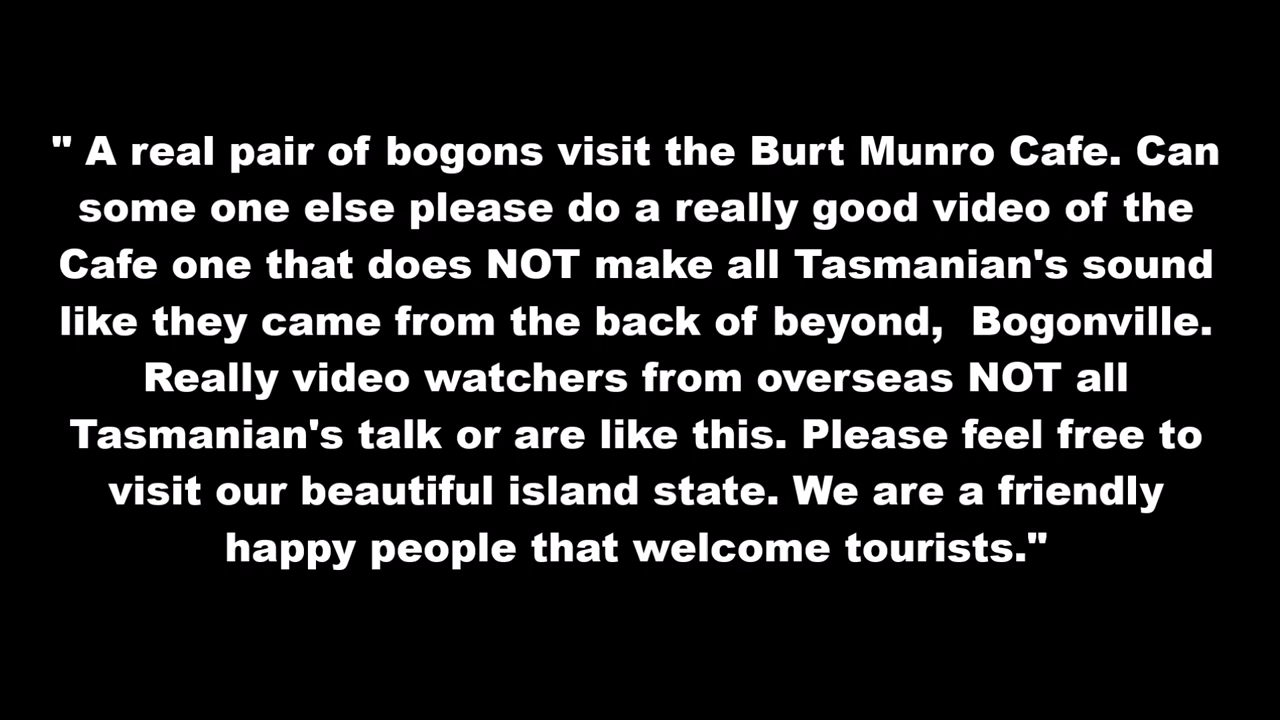 " A real pair of bogons visit the Burt Munro Cafe. Can
some one else please do a really good video of the
Cafe one that does NOT make all Tasmanian's sound
like they came from the back of beyond,  Bogonville.
Really video watchers from overseas NOT all
Tasmanian's talk or are like this. Please feel free to
visit our beautiful island state. We are a friendly
happy people that welcome tourists."